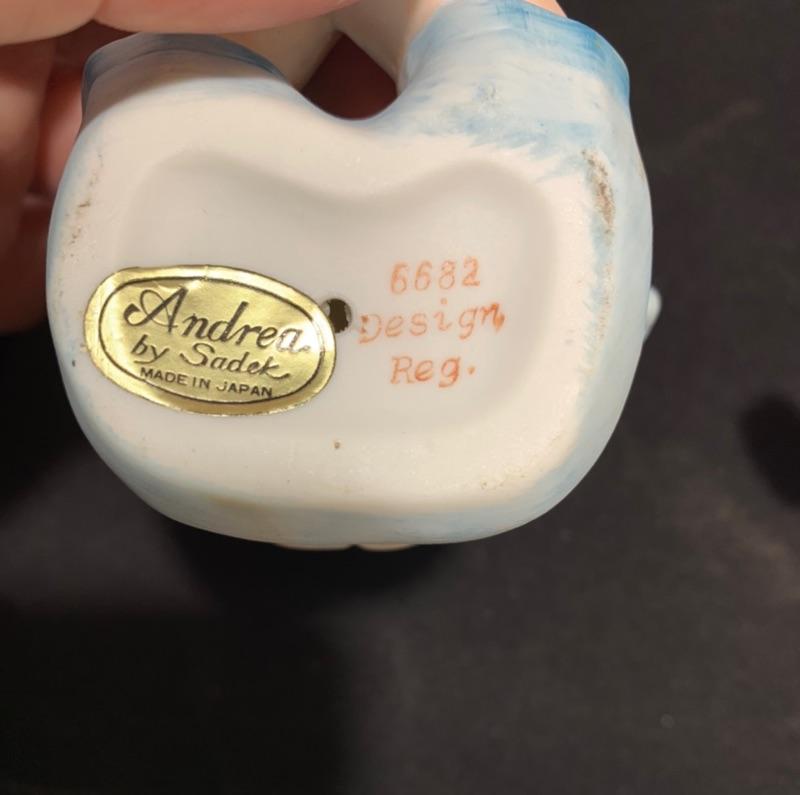 Andrea
by Sadek
MADE IN JAPAN
6682
Design
Reg.